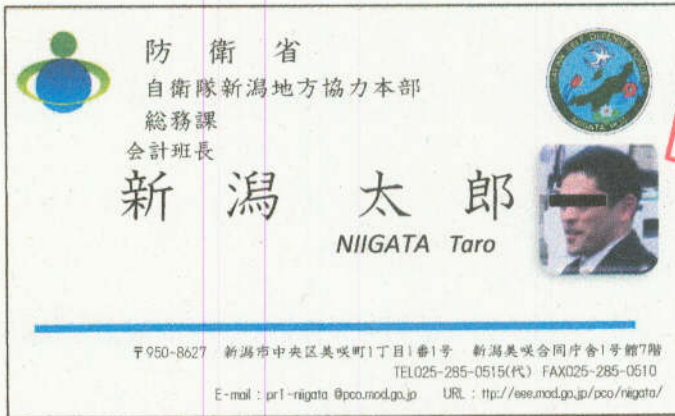 防衛省
自衛隊新潟地方協力本部
総務課
会計班長
新潟 太郎
NIIGATA Taro
〒950-8627 新潟市中央区美咲町1丁目1番1号 新潟美咲合同庁舎1号館7階
TEL025-285-0515(代) FAX025-285-0510
E-mail : pr1-niigata @pco.mod.go.jp URL : ttp://eee.mod.go.jp/pco/niigata/